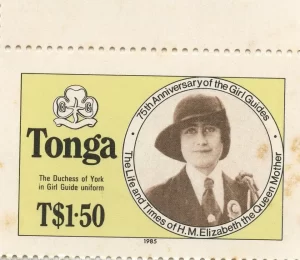 Tonga
The Duchess of York
in Girl Guide uniform
T$1·50
75th Anniversary of the Girl Guides
The Life and Times of H.M. Elizabeth the Queen Mother
1985